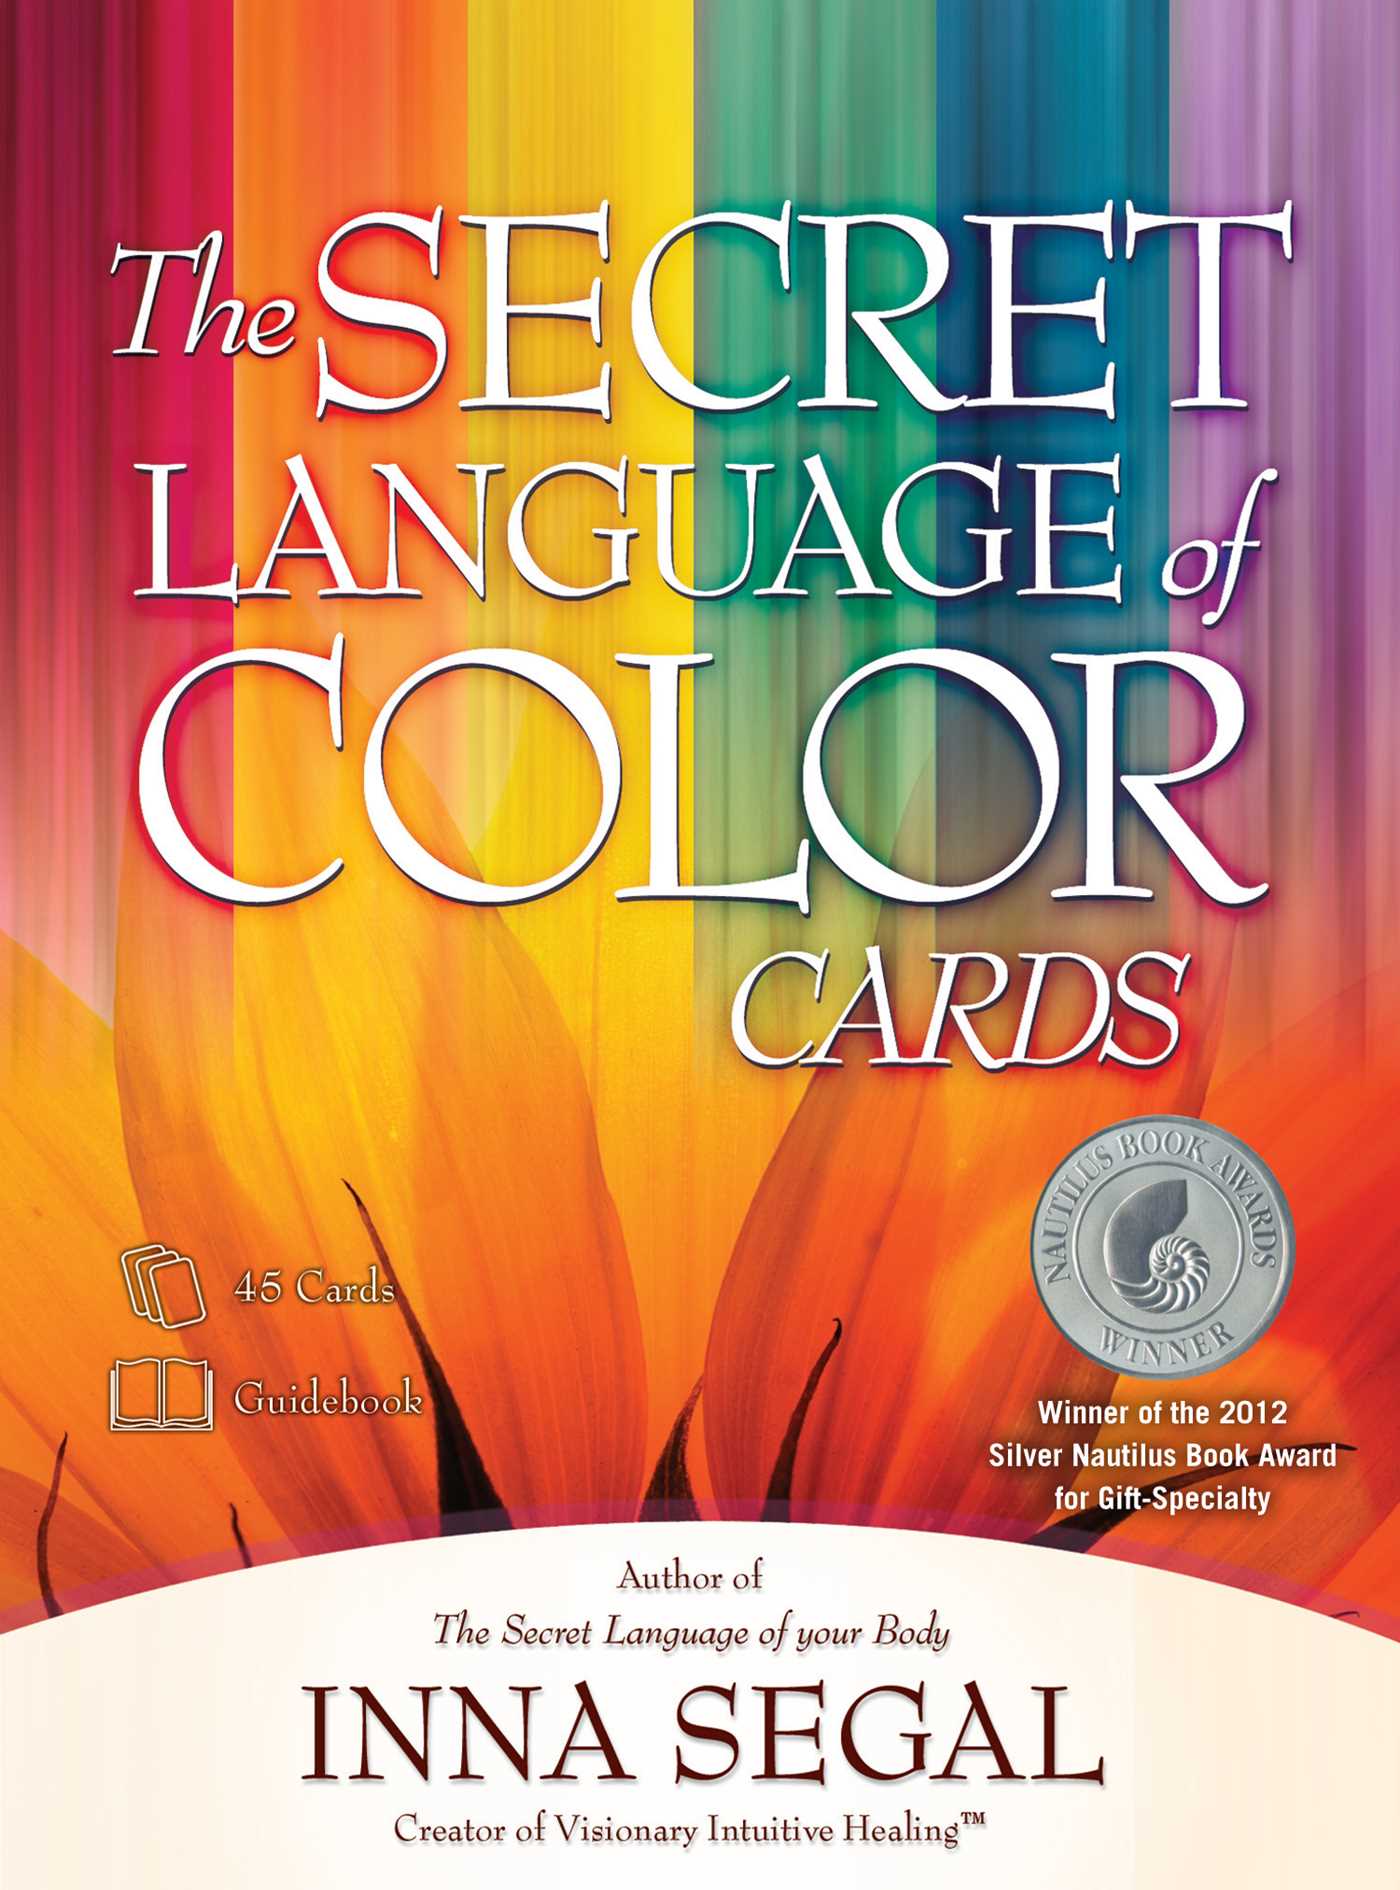 The SECRET
LANGUAGE of
COLOR
CARDS
NAUTILUS BOOK AWARDS
WINNER
45 Cards
Guidebook
Winner of the 2012
Silver Nautilus Book Award
for Gift-Specialty
Author of
The Secret Language of your Body
INNA SEGAL
Creator of Visionary Intuitive Healing™